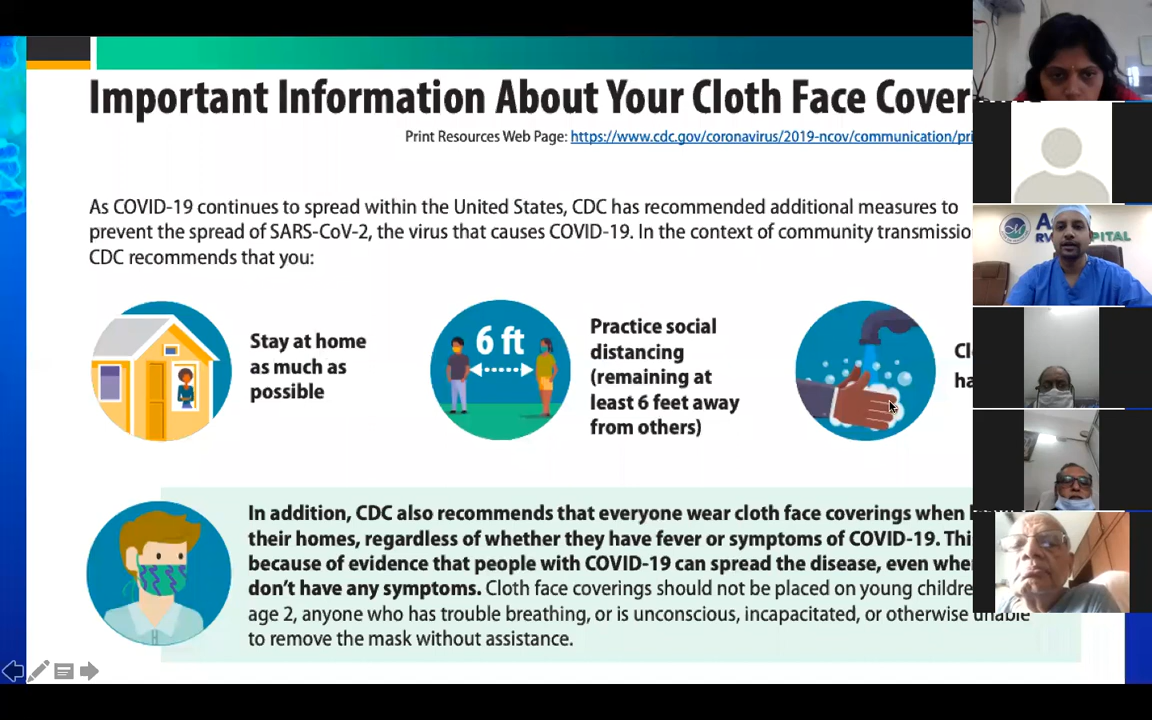 Important Information About Your Cloth Face Cover
Print Resources Web Page: https://www.cdc.gov/coronavirus/2019-ncov/communication/pri
As COVID-19 continues to spread within the United States, CDC has recommended additional measures to
prevent the spread of SARS-CoV-2, the virus that causes COVID-19. In the context of community transmissio
CDC recommends that you:
Stay at home
as much as
possible
6 ft
Practice social
distancing
(remaining at
least 6 feet away
from others)
Cl
ha
In addition, CDC also recommends that everyone wear cloth face coverings when
their homes, regardless of whether they have fever or symptoms of COVID-19. Thi
because of evidence that people with COVID-19 can spread the disease, even whe
don't have any symptoms. Cloth face coverings should not be placed on young childre
age 2, anyone who has trouble breathing, or is unconscious, incapacitated, or otherwise unable
to remove the mask without assistance.